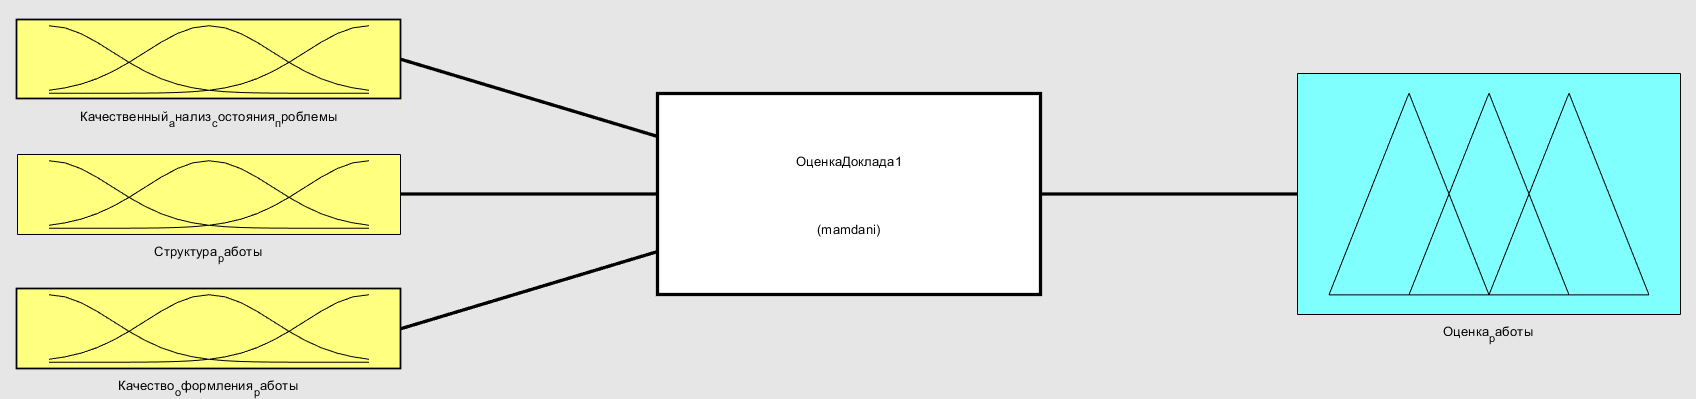 Качественный_анализ_состояния_проблемы
Структура_работы
Качество_оформления_работы
ОценкаДоклада1
(mamdani)
Оценка_работы